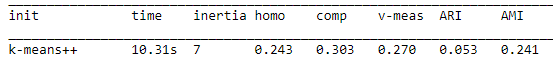 init time inertia homo comp v-meas ARI AMI
k-means++ 10.31s 7 0.243 0.303 0.270 0.053 0.241